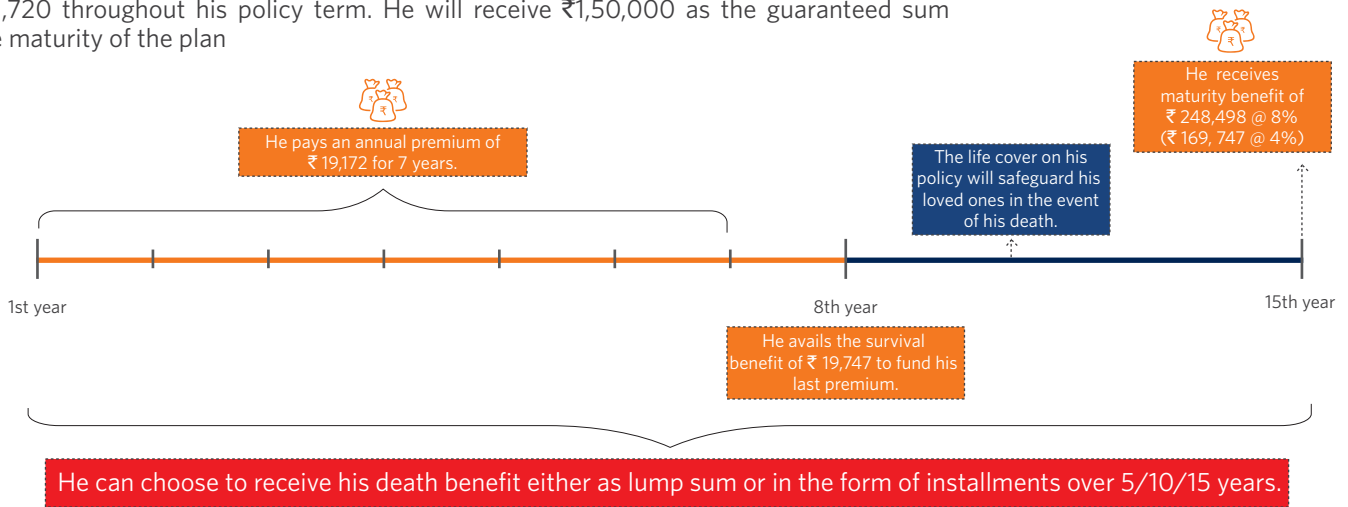 ,720 throughout his policy term. He will receive ₹1,50,000 as the guaranteed sum
maturity of the plan
He pays an annual premium of
₹ 19,172 for 7 years.
He receives
maturity benefit of
₹ 248,498 @ 8%
(₹ 169, 747 @ 4%)
The life cover on his
policy will safeguard his
loved ones in the event
of his death.
1st year
8th year
15th year
He avails the survival
benefit of ₹ 19,747 to fund his
last premium.
He can choose to receive his death benefit either as lump sum or in the form of installments over 5/10/15 years.